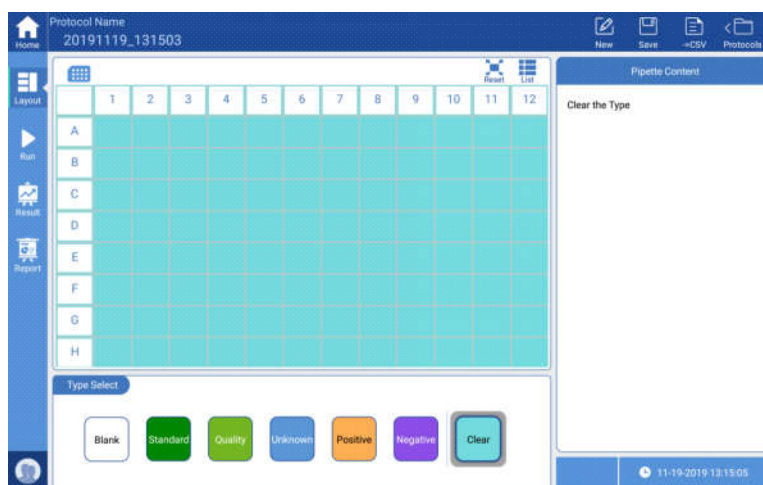 Protocol Name
20191119_131503
Home
New
Save
->CSV
Protocols
Layout
Run
Result
Report
Reset
List
1 2 3 4 5 6 7 8 9 10 11 12
A
B
C
D
E
F
G
H
Type Select
Blank
Standard
Quality
Unknown
Positive
Negative
Clear
Pipette Content
Clear the Type
11-19-2019 13:15:05